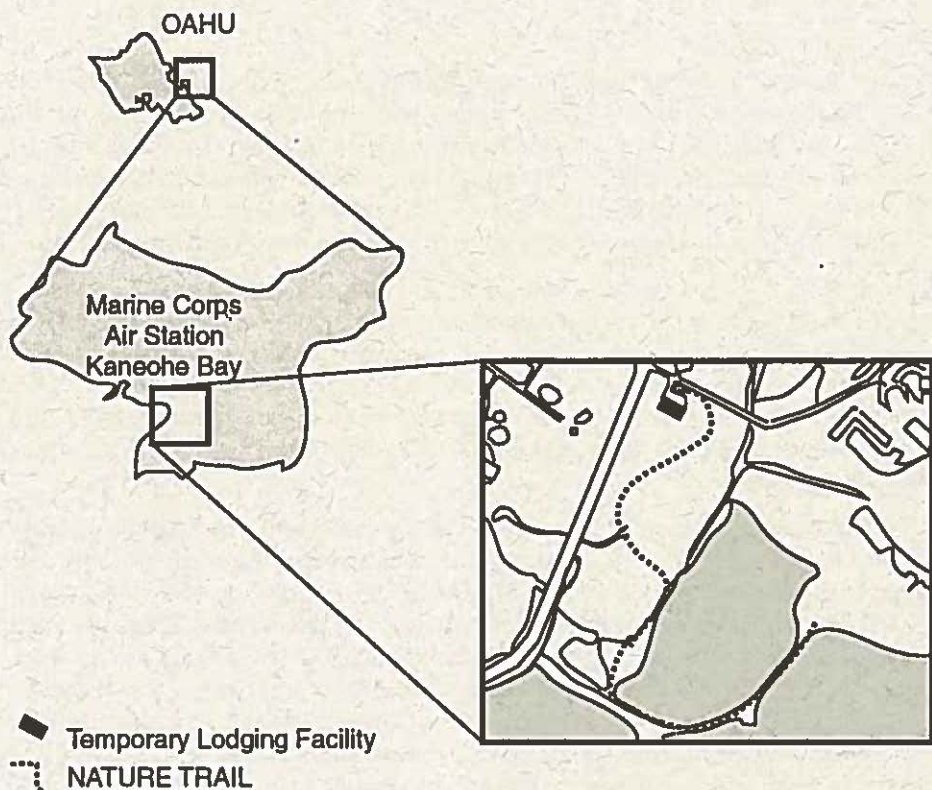 OAHU
Marine Corps
Air Station
Kaneohe Bay
Temporary Lodging Facility
NATURE TRAIL